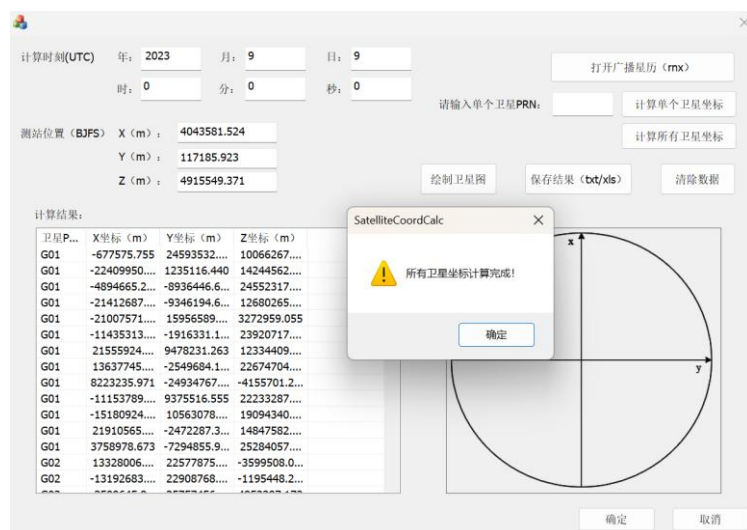 计算时刻(UTC) 年: 2023 月: 9 日: 9
时: 0 分: 0 秒: 0
打开广播星历（rnx）
请输入单个卫星PRN: 计算单个卫星坐标
计算所有卫星坐标
测站位置（BJFS） X（m）: 4043581.524
Y（m）: 117185.923
Z（m）: 4915549.371
绘制卫星图 保存结果（txt/xls） 清除数据
计算结果:
卫星P... X坐标（m） Y坐标（m） Z坐标（m）
G01 -677575.755 24593532.... 10066267....
G01 -22409950.... 1235116.440 14244562....
G01 -4894665.2... -8936446.6... 24552317....
G01 -21412687.... -9346194.6... 12680265....
G01 -21007571.... 15956589.... 3272959.055
G01 -11435313.... -1916331.1... 23920717....
G01 21555924.... 9478231.263 12334409....
G01 13637745.... -2549684.1... 22674704....
G01 8223235.971 -24934767.... -4155701.2...
G01 -11153789.... 9375516.555 22233287....
G01 -15180924.... 10563078.... 19094340....
G01 21910565.... -2472287.3... 14847582....
G01 3758978.673 -7294855.9... 25284057....
G02 13328006.... 22577875.... -3599508.0...
G02 -13192683.... 22908768.... -1195448.2...
SatelliteCoordCalc
所有卫星坐标计算完成!
确定
x
y
确定 取消